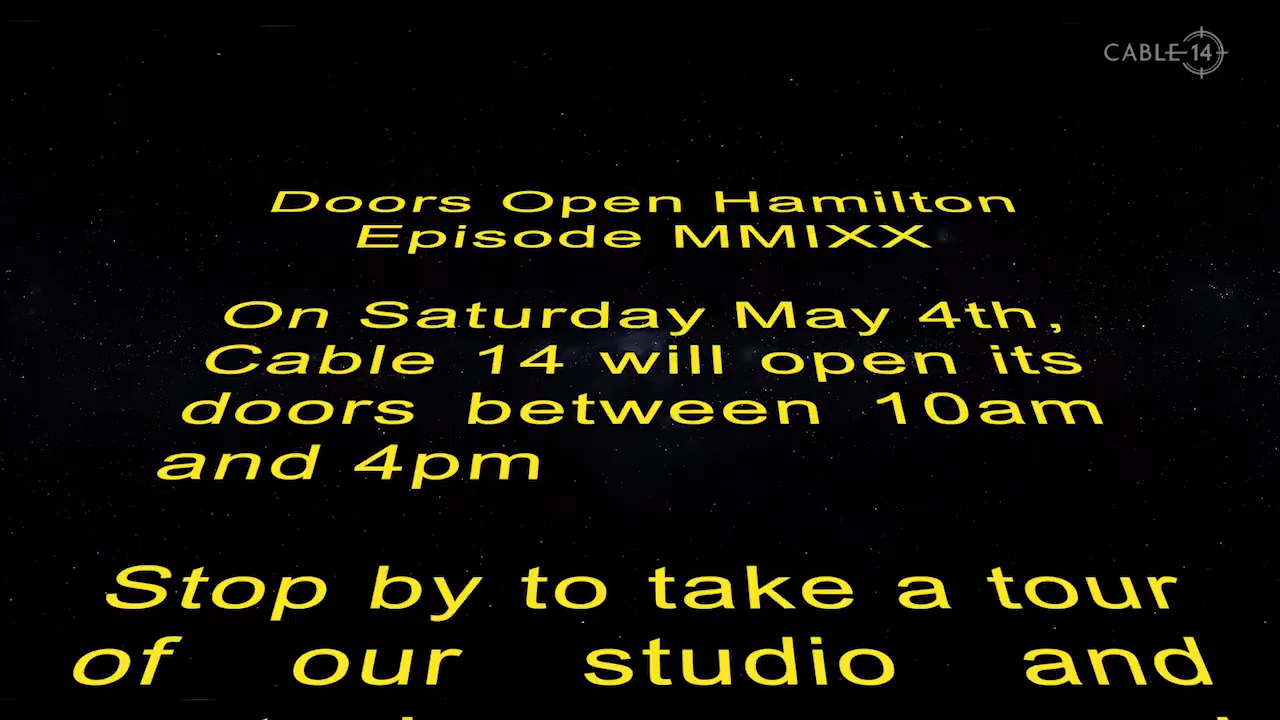 CABLE 14
Doors Open Hamilton
Episode MMIXX
On Saturday May 4th,
Cable 14 will open its
doors between 10am
and 4pm
Stop by to take a tour
of our studio and